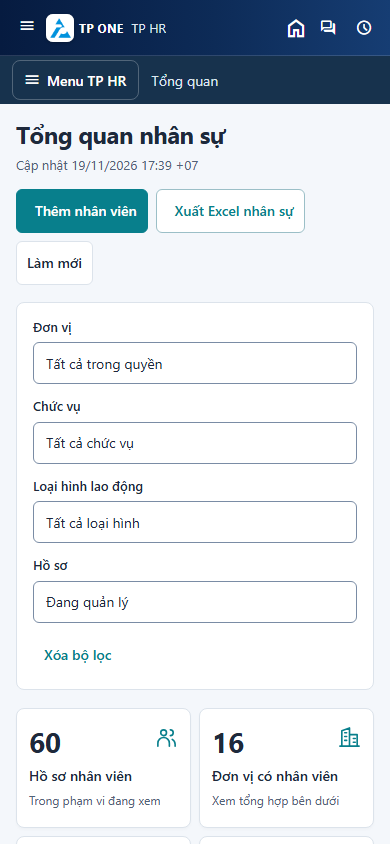 TP ONE TP HR
Menu TP HR Tổng quan
Tổng quan nhân sự
Cập nhật 19/11/2026 17:39 +07
Thêm nhân viên
Xuất Excel nhân sự
Làm mới
Đơn vị
Tất cả trong quyền
Chức vụ
Tất cả chức vụ
Loại hình lao động
Tất cả loại hình
Hồ sơ
Đang quản lý
Xóa bộ lọc
60
Hồ sơ nhân viên
Trong phạm vi đang xem
16
Đơn vị có nhân viên
Xem tổng hợp bên dưới